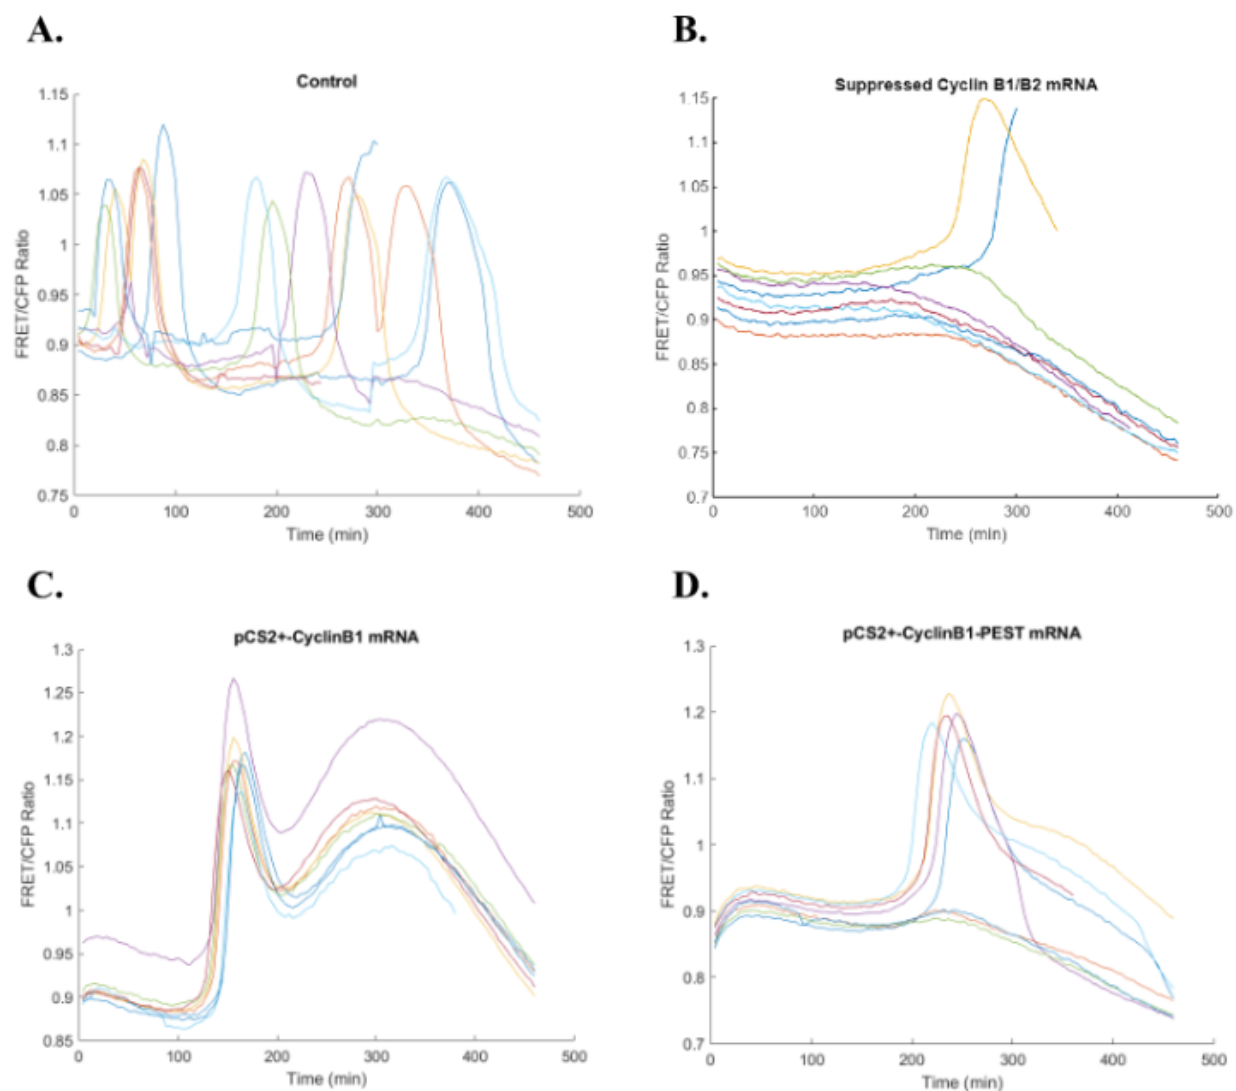 A.
Control
FRET/CFP Ratio
1.15
1.1
1.05
1
0.95
0.9
0.85
0.8
0.75
0 100 200 300 400 500
Time (min)
B.
Suppressed Cyclin B1/B2 mRNA
FRET/CFP Ratio
1.15
1.1
1.05
1
0.95
0.9
0.85
0.8
0.75
0.7
0 100 200 300 400 500
Time (min)
C.
pCS2+-CyclinB1 mRNA
FRET/CFP Ratio
1.3
1.25
1.2
1.15
1.1
1.05
1
0.95
0.9
0.85
0 100 200 300 400 500
Time (min)
D.
pCS2+-CyclinB1-PEST mRNA
FRET/CFP Ratio
1.3
1.2
1.1
1
0.9
0.8
0.7
0 100 200 300 400 500
Time (min)